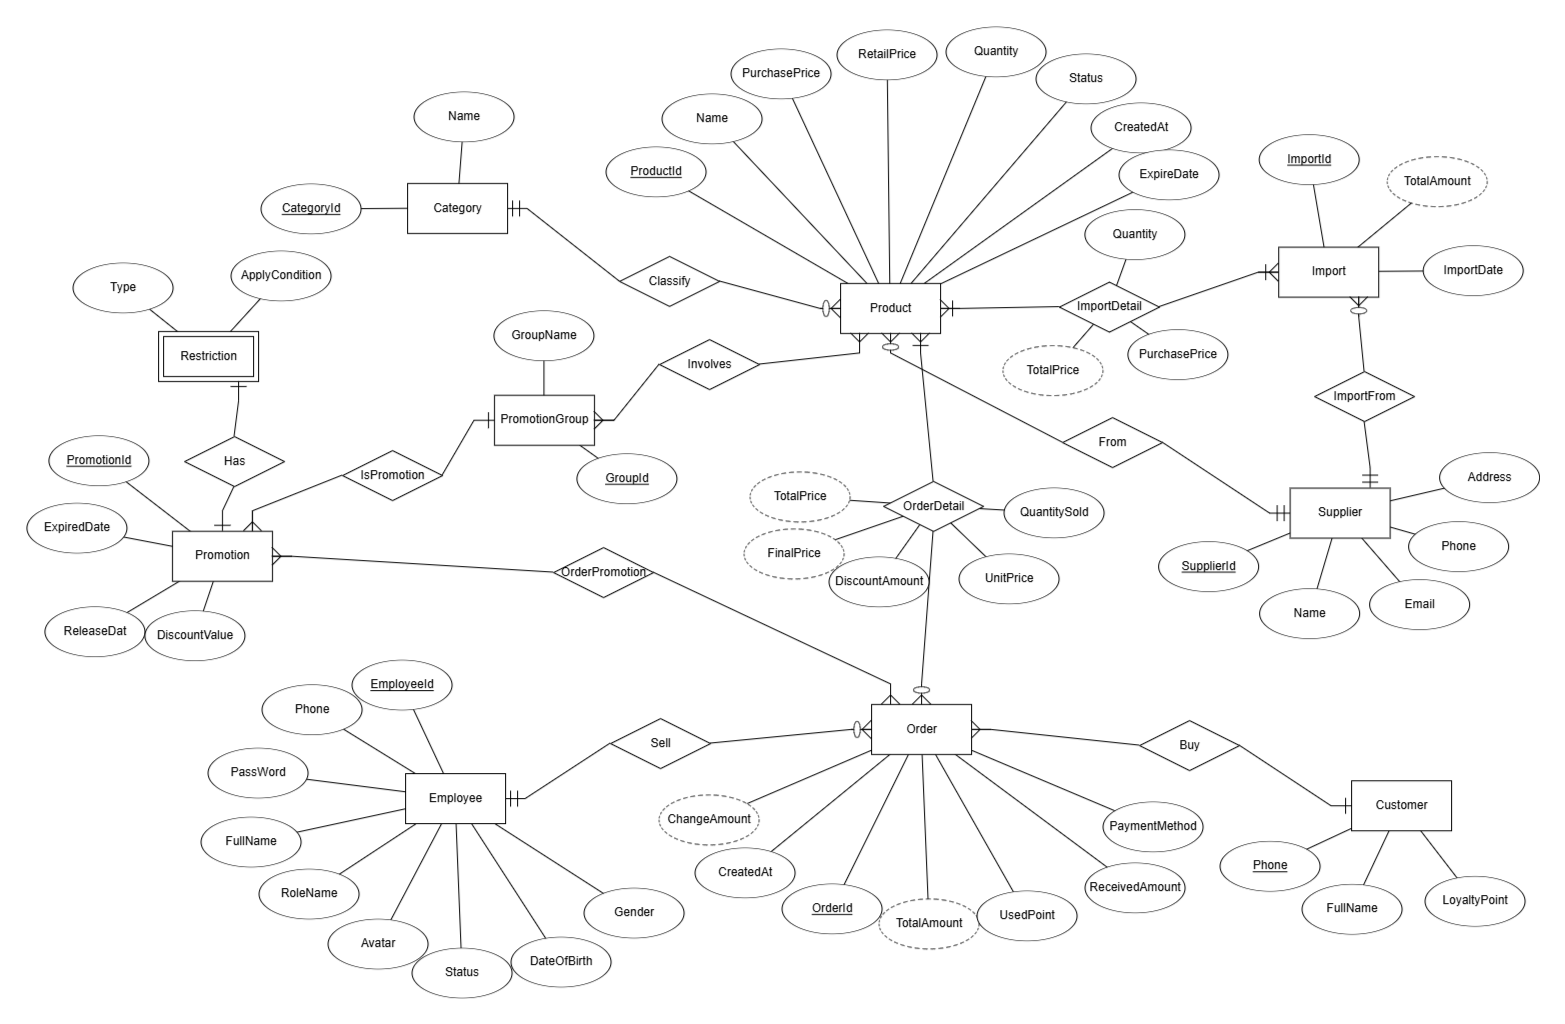 RetailPrice
Quantity
PurchasePrice
Status
Name
Name
CreatedAt
ImportId
ProductId
ExpireDate
TotalAmount
CategoryId
Category
Quantity
ApplyCondition
Classify
Import
ImportDate
Type
Product
ImportDetail
GroupName
Restriction
Involves
PurchasePrice
TotalPrice
ImportFrom
PromotionGroup
From
PromotionId
Has
IsPromotion
GroupId
Address
TotalPrice
OrderDetail
QuantitySold
Supplier
ExpiredDate
Promotion
FinalPrice
Phone
OrderPromotion
DiscountAmount
UnitPrice
SupplierId
Name
Email
ReleaseDat
DiscountValue
EmployeeId
Phone
Order
Sell
Buy
PassWord
Employee
Customer
ChangeAmount
PaymentMethod
FullName
CreatedAt
Phone
RoleName
ReceivedAmount
OrderId
UsedPoint
FullName
LoyaltyPoint
Gender
TotalAmount
Avatar
DateOfBirth
Status